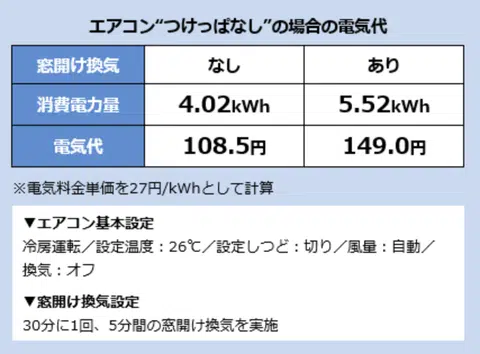 エアコン“つけっぱなし”の場合の電気代
窓開け換気 なし あり
消費電力量 4.02kWh 5.52kWh
電気代 108.5円 149.0円
※電気料金単価を27円/kWhとして計算
▼エアコン基本設定
冷房運転／設定温度：26℃／設定しつど：切り／風量：自動／
換気：オフ
▼窓開け換気設定
30分に1回、5分間の窓開け換気を実施